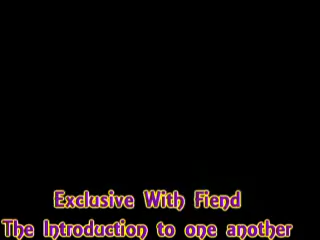 Exclusive With Fiend
The Introduction to one another